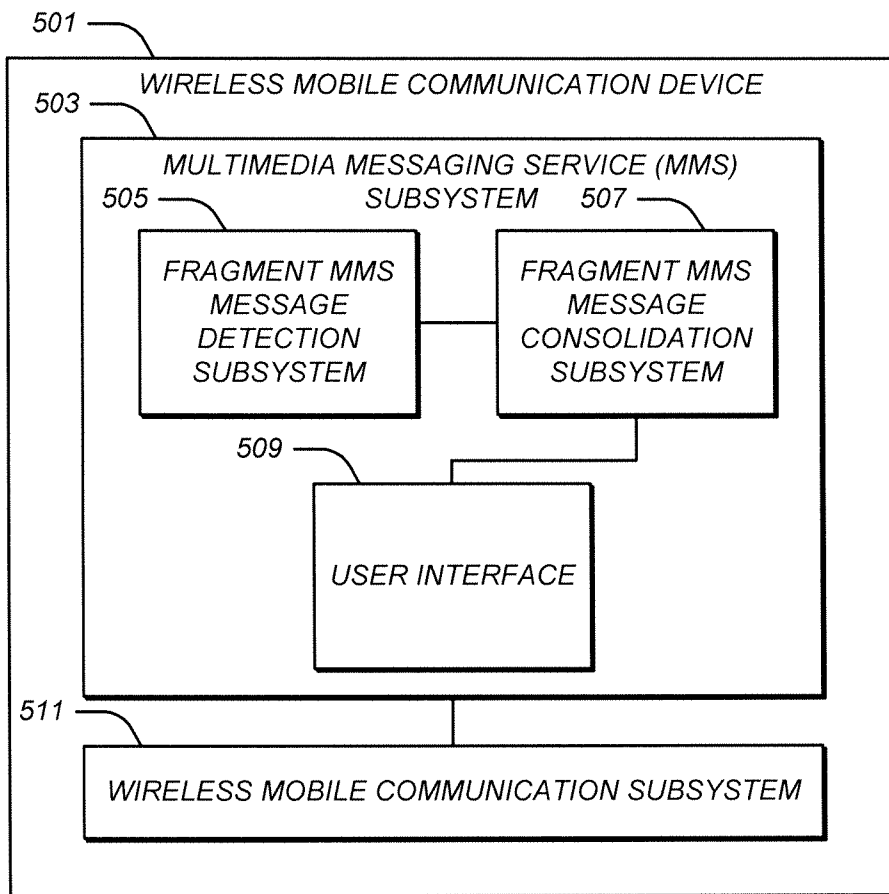 501
WIRELESS MOBILE COMMUNICATION DEVICE
503
MULTIMEDIA MESSAGING SERVICE (MMS)
SUBSYSTEM
505
507
FRAGMENT MMS
MESSAGE
DETECTION
SUBSYSTEM
FRAGMENT MMS
MESSAGE
CONSOLIDATION
SUBSYSTEM
509
USER INTERFACE
511
WIRELESS MOBILE COMMUNICATION SUBSYSTEM